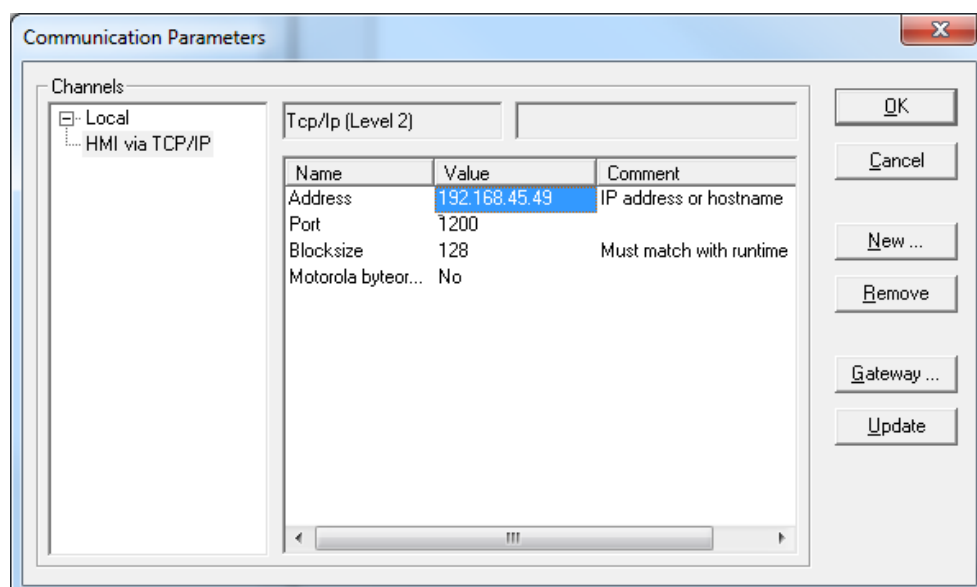 Communication Parameters
Channels
Local
HMI via TCP/IP
Tcp/Ip (Level 2)
Name Value Comment
Address 192.168.45.49 IP address or hostname
Port 1200
Blocksize 128 Must match with runtime
Motorola byteor... No
OK
Cancel
New ...
Remove
Gateway ...
Update